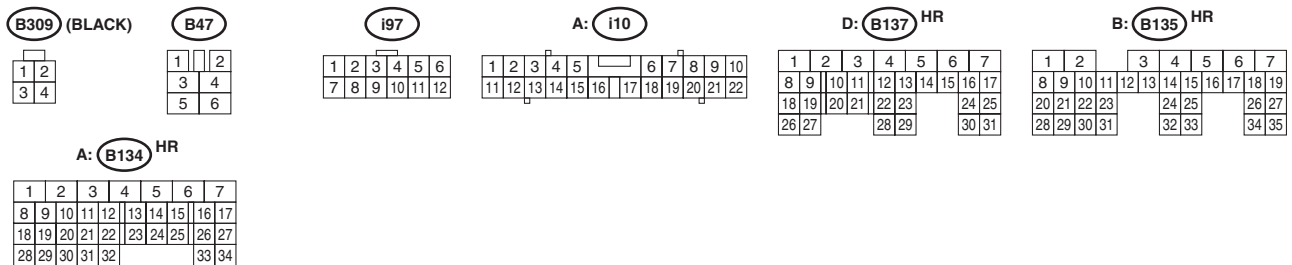 B309 (BLACK) B47 i97 A: i10 D: B137 HR B: B135 HR
1 2
3 4
1 2
3 4
5 6
1 2 3 4 5 6
7 8 9 10 11 12
1 2 3 4 5 6 7 8 9 10
11 12 13 14 15 16 17 18 19 20 21 22
1 2 3 4 5 6 7
8 9 10 11 12 13 14 15 16 17
18 19 20 21 22 23 24 25
26 27 28 29 30 31
1 2 3 4 5 6 7
8 9 10 11 12 13 14 15 16 17 18 19
20 21 22 23 24 25 26 27
28 29 30 31 32 33 34 35
A: B134 HR
1 2 3 4 5 6 7
8 9 10 11 12 13 14 15 16 17
18 19 20 21 22 23 24 25 26 27
28 29 30 31 32 33 34